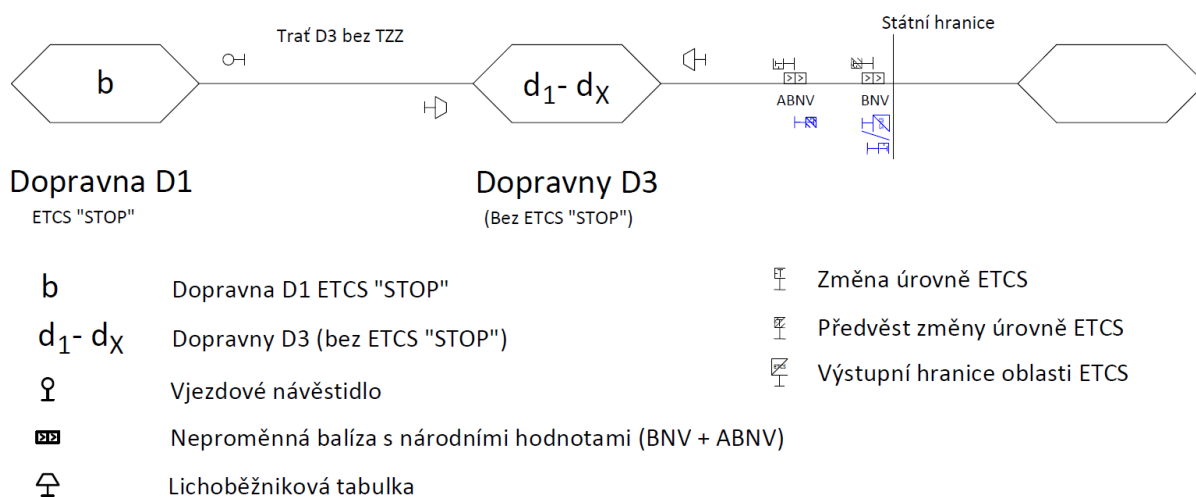 Státní hranice
Trať D3 bez TZZ
b
d1- dX
ABNV
BNV
Dopravna D1
ETCS "STOP"
Dopravny D3
(Bez ETCS "STOP")
b Dopravna D1 ETCS "STOP"
d1- dX Dopravny D3 (bez ETCS "STOP")
Vjezdové návěstidlo
Neproměnná balíza s národními hodnotami (BNV + ABNV)
Lichoběžniková tabulka
Změna úrovně ETCS
Předvěst změny úrovně ETCS
Výstupní hranice oblasti ETCS